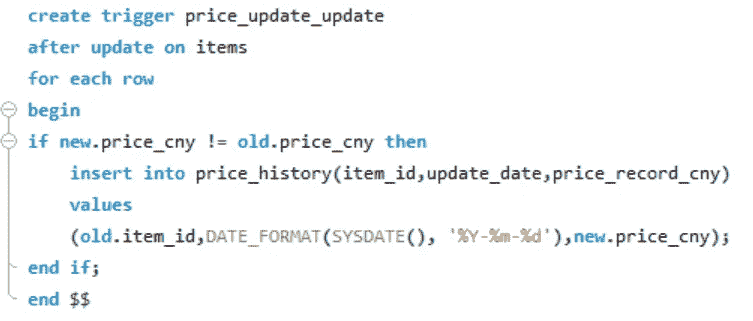 create trigger price_update_update
after update on items
for each row
begin
if new.price_cny != old.price_cny then
insert into price_history(item_id,update_date,price_record_cny)
values
(old.item_id,DATE_FORMAT(SYSDATE(), '%Y-%m-%d'),new.price_cny);
end if;
end $$